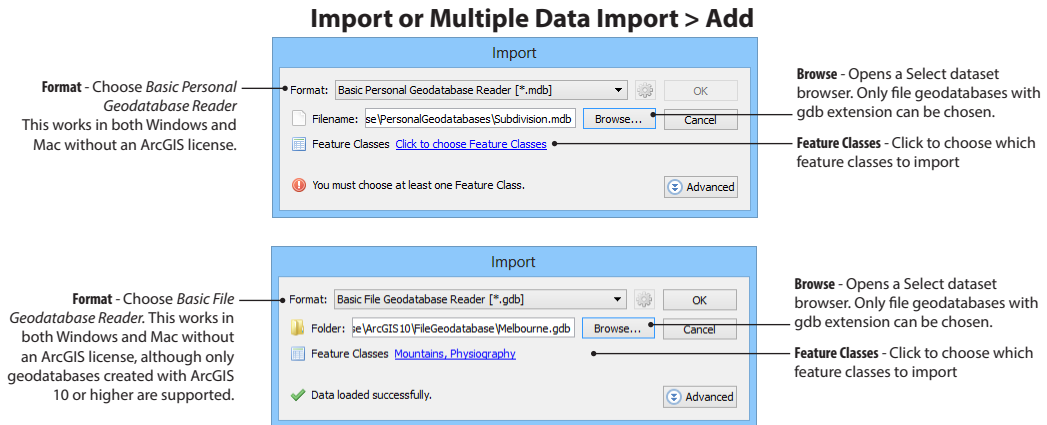 Import or Multiple Data Import > Add
Import
Format - Choose Basic Personal
Geodatabase Reader
This works in both Windows and
Mac without an ArcGIS license.
Format: Basic Personal Geodatabase Reader [*.mdb]
OK
Filename: se\PersonalGeodatabases\Subdivision.mdb
Browse...
Cancel
Feature Classes Click to choose Feature Classes
You must choose at least one Feature Class.
Advanced
Browse - Opens a Select dataset
browser. Only file geodatabases with
gdb extension can be chosen.
Feature Classes - Click to choose which
feature classes to import
Import
Format - Choose Basic File
Geodatabase Reader. This works in
both Windows and Mac without
an ArcGIS license, although only
geodatabases created with ArcGIS
10 or higher are supported.
Format: Basic File Geodatabase Reader [*.gdb]
OK
Folder: se\ArcGIS10\FileGeodatabase\Melbourne.gdb
Browse...
Cancel
Feature Classes Mountains, Physiography
Data loaded successfully.
Advanced
Browse - Opens a Select dataset
browser. Only file geodatabases with
gdb extension can be chosen.
Feature Classes - Click to choose which
feature classes to import